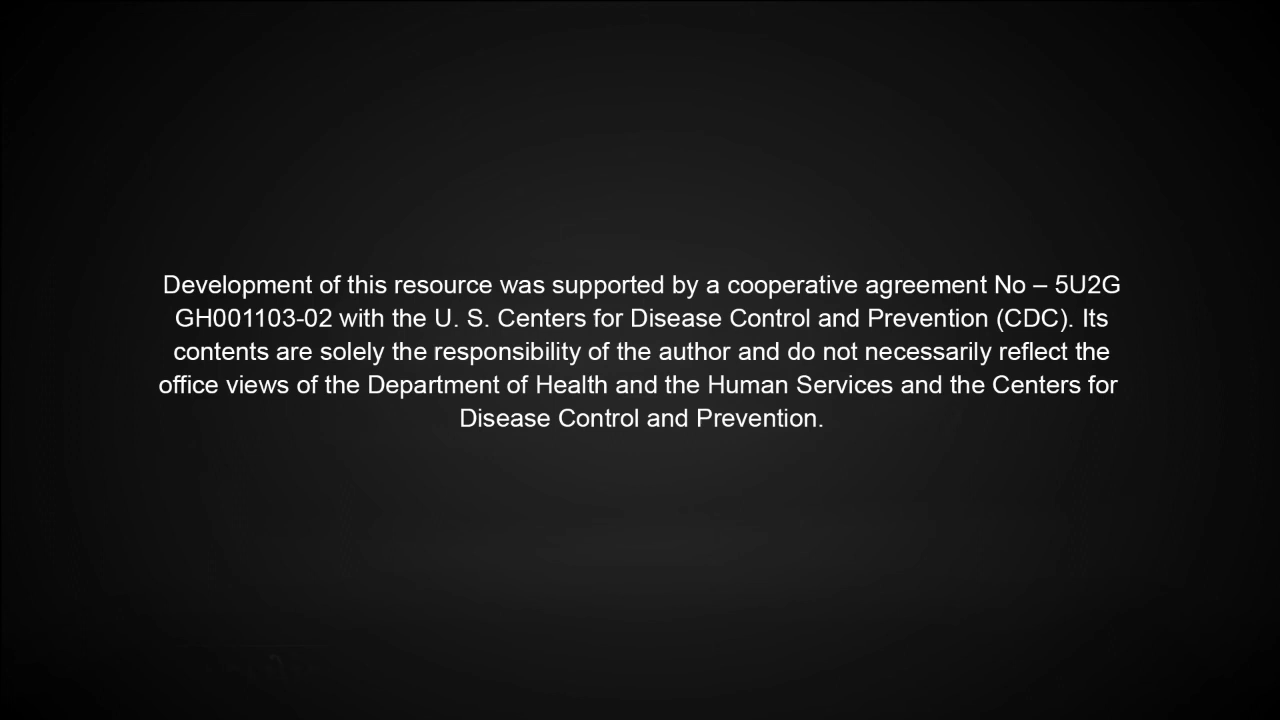 Development of this resource was supported by a cooperative agreement No – 5U2G
GH001103-02 with the U. S. Centers for Disease Control and Prevention (CDC). Its
contents are solely the responsibility of the author and do not necessarily reflect the
office views of the Department of Health and the Human Services and the Centers for
Disease Control and Prevention.